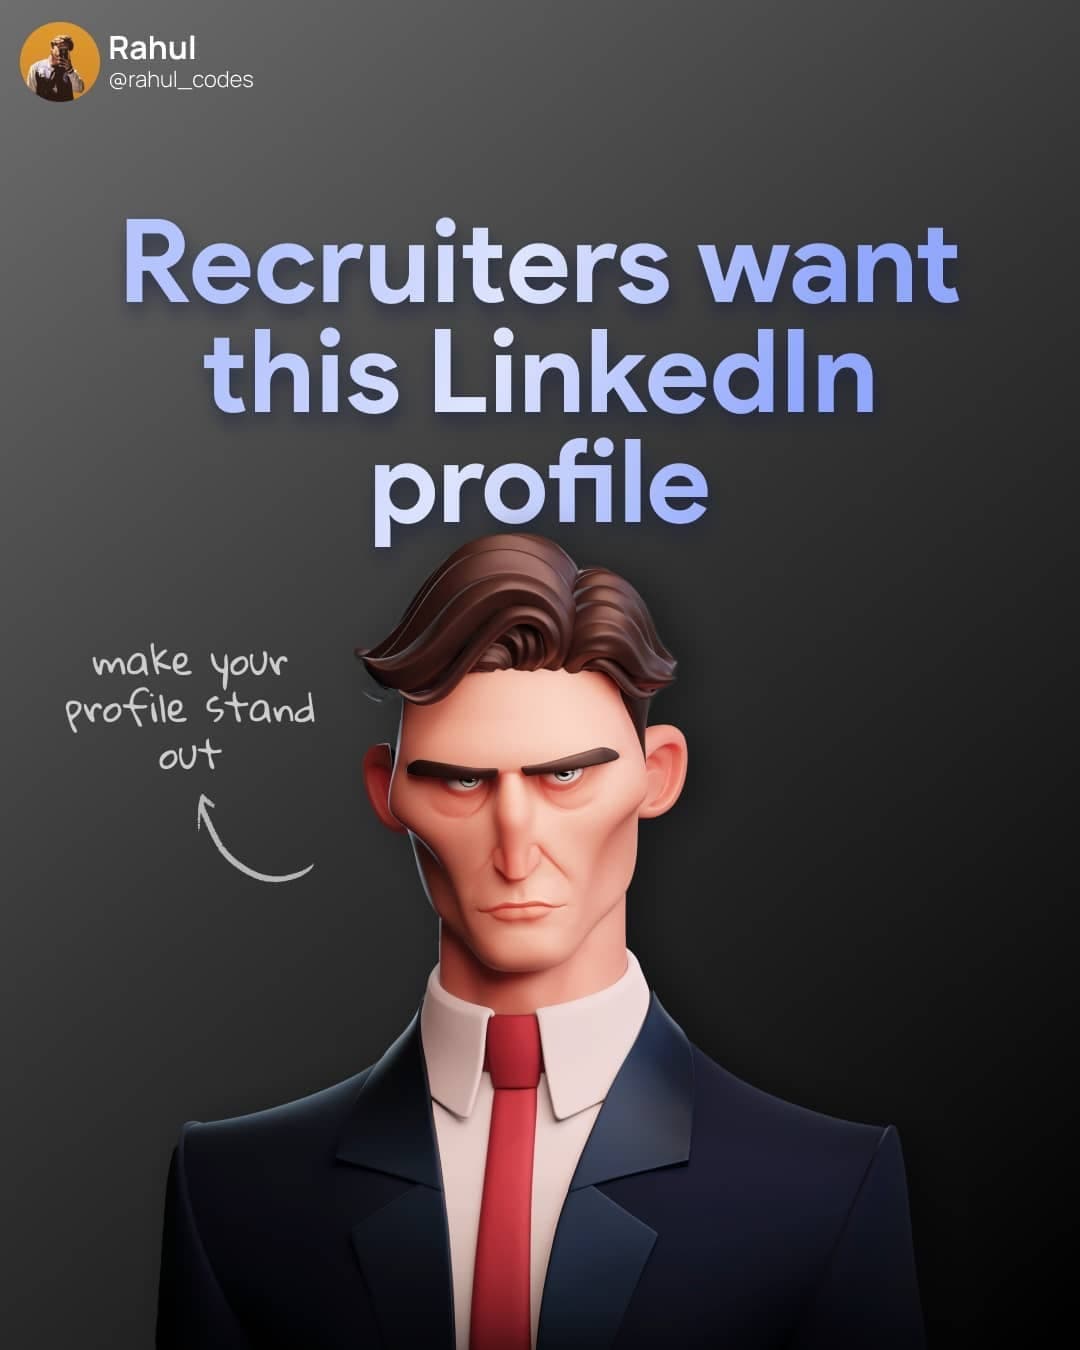 Rahul
@rahul_codes
Recruiters want
this LinkedIn
profile
make your
profile stand
out